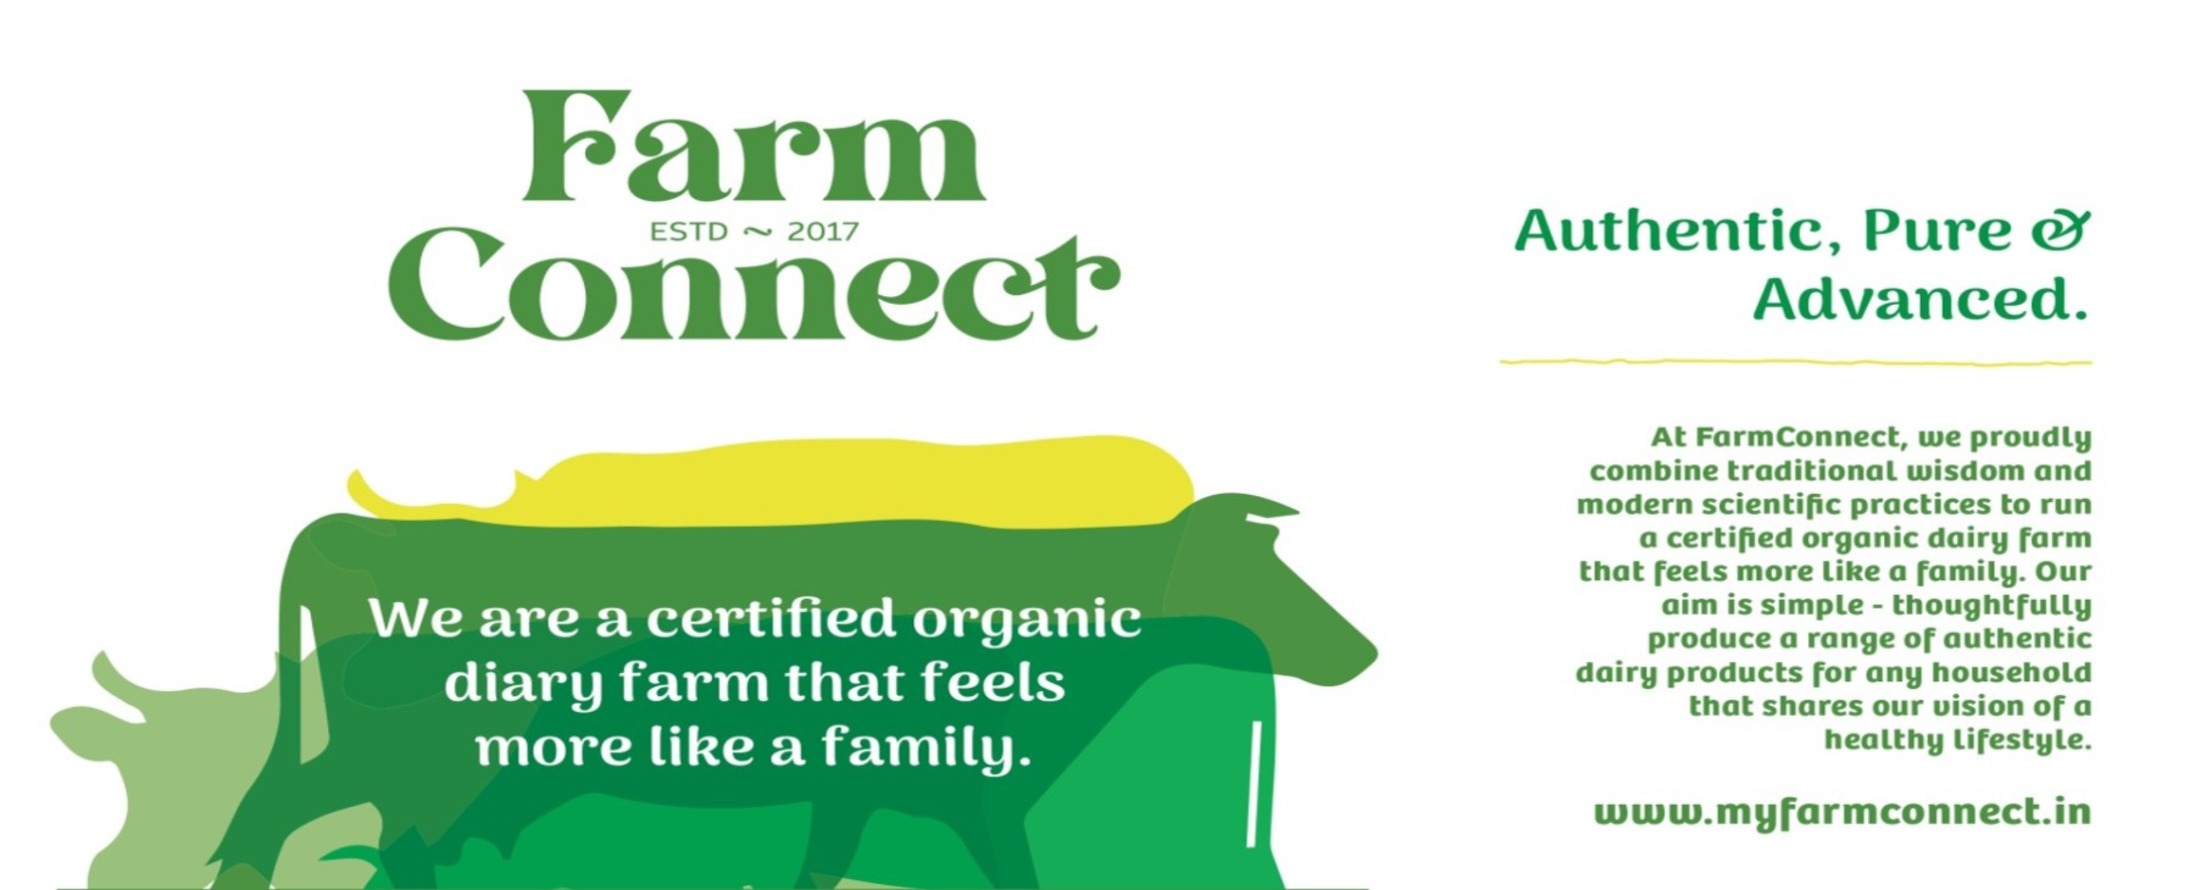 Farm
ESTD ~ 2017
Connect
We are a certified organic
diary farm that feels
more like a family.
Authentic, Pure &
Advanced.
At FarmConnect, we proudly
combine traditional wisdom and
modern scientific practices to run
a certified organic dairy farm
that feels more like a family. Our
aim is simple - thoughtfully
produce a range of authentic
dairy products for any household
that shares our vision of a
healthy lifestyle.
www.myfarmconnect.in